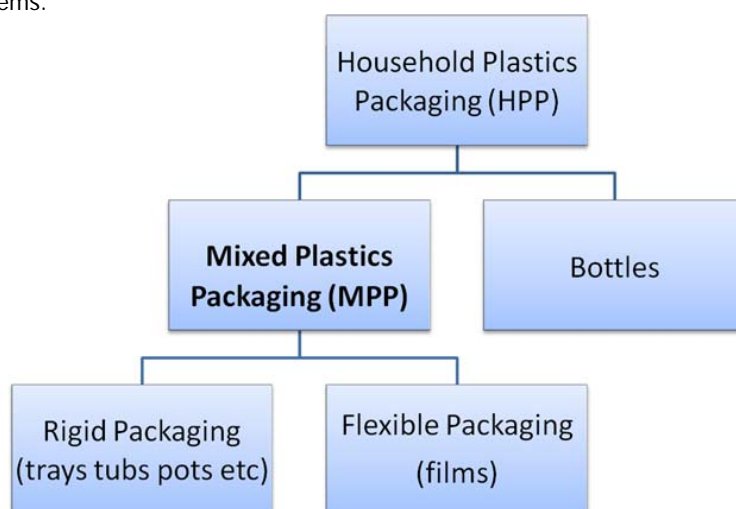 Household Plastics
Packaging (HPP)
Mixed Plastics
Packaging (MPP)
Bottles
Rigid Packaging
(trays tubs pots etc)
Flexible Packaging
(films)